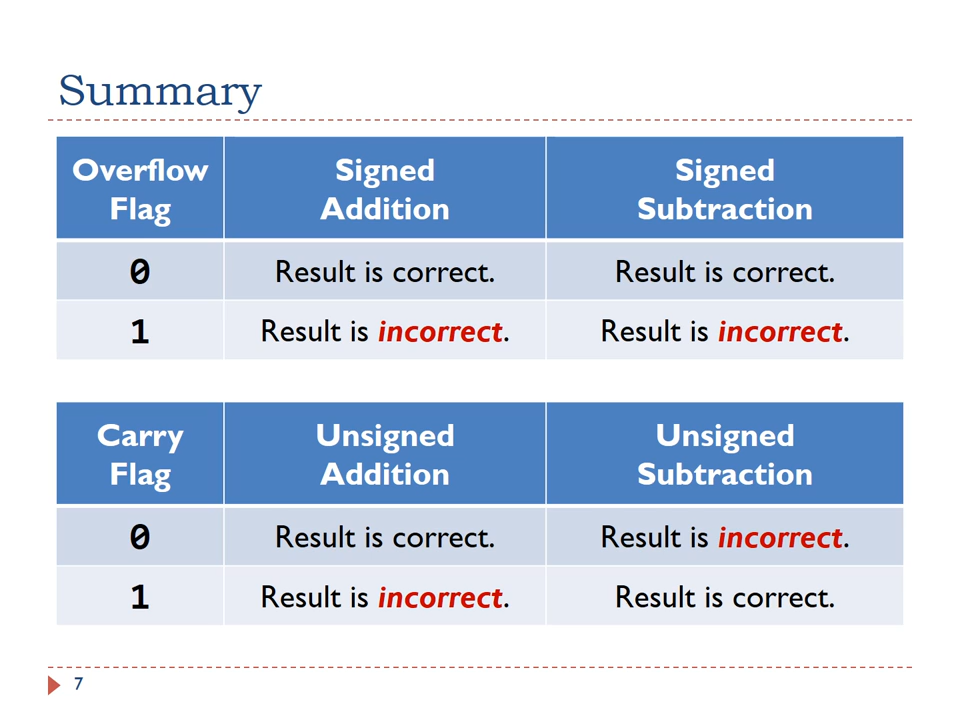 Summary
Overflow Flag Signed Addition Signed Subtraction
0 Result is correct. Result is correct.
1 Result is incorrect. Result is incorrect.
Carry Flag Unsigned Addition Unsigned Subtraction
0 Result is correct. Result is incorrect.
1 Result is incorrect. Result is correct.
7